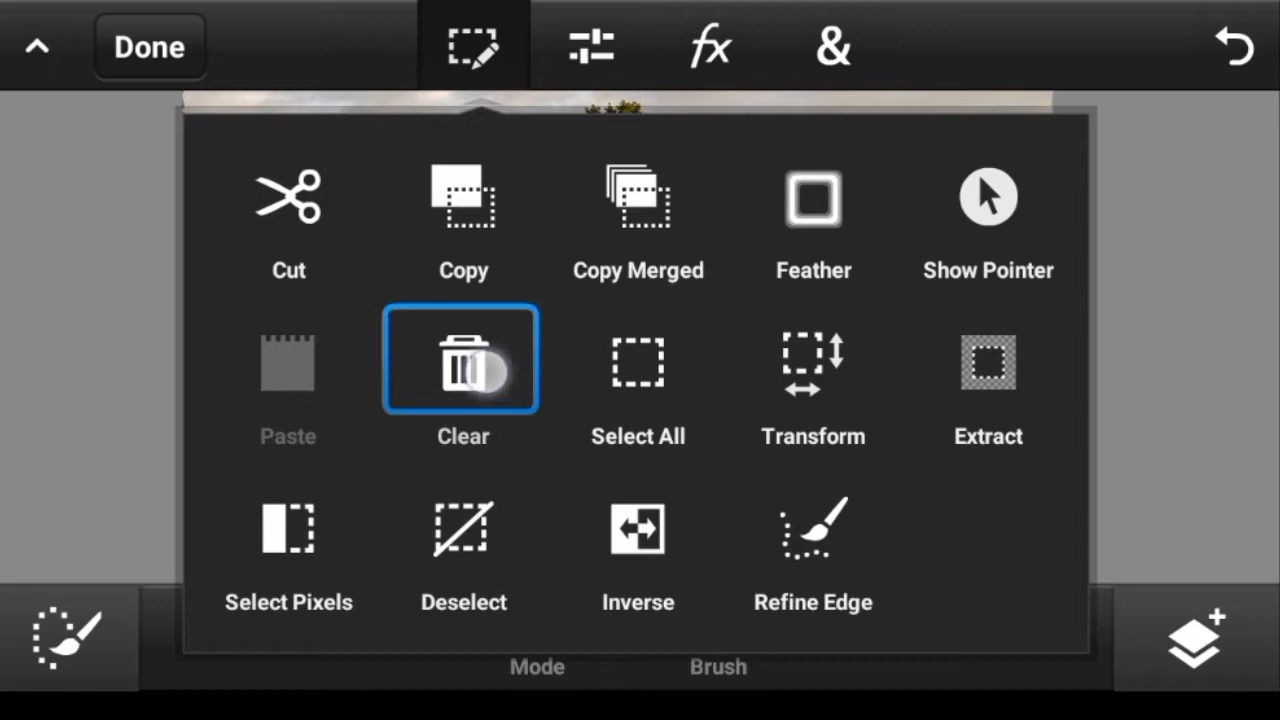 Done
fx
&
Cut
Copy
Copy Merged
Feather
Show Pointer
Paste
Clear
Select All
Transform
Extract
Select Pixels
Deselect
Inverse
Refine Edge
Mode
Brush